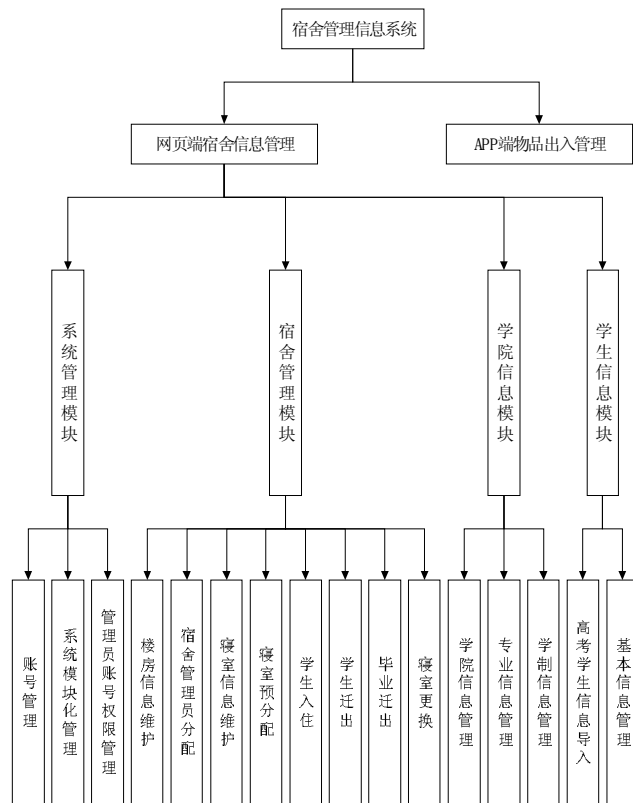 宿舍管理信息系统
网页端宿舍信息管理
APP端物品出入管理
系统管理模块
宿舍管理模块
学院信息模块
学生信息模块
账号管理
系统模块化管理
管理员账号权限管理
楼房信息维护
宿舍管理员分配
寝室信息维护
寝室预分配
学生入住
学生迁出
毕业迁出
寝室更换
学院信息管理
专业信息管理
学制信息管理
高考学生信息导入
基本信息管理